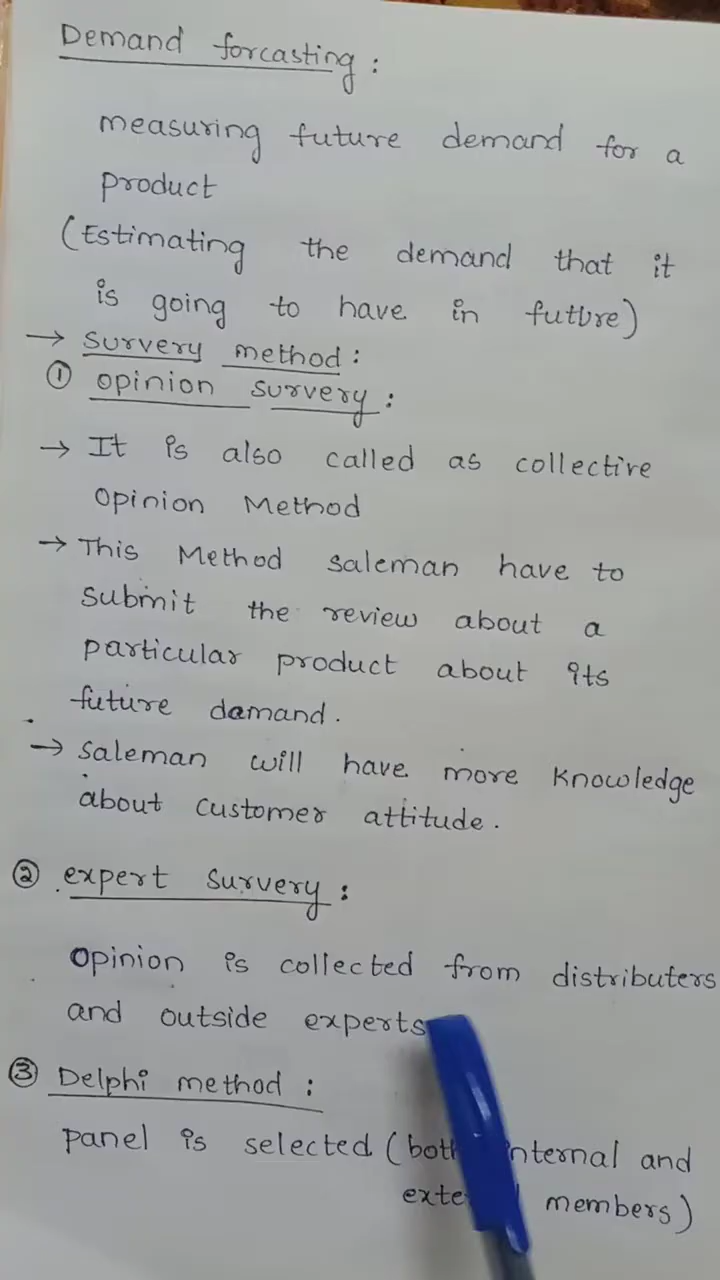 Demand forcasting :
measuring future demand for a
product
(Estimating the demand that it
is going to have in future)
→ survery method :
① opinion survery :
→ It is also called as collective
opinion Method
→ This Method saleman have to
submit the review about a
particular product about its
future demand.
→ saleman will have more knowledge
about customer attitude.
② expert survery :
opinion is collected from distributers
and outside experts
③ Delphi method :
panel is selected (both internal and
members)